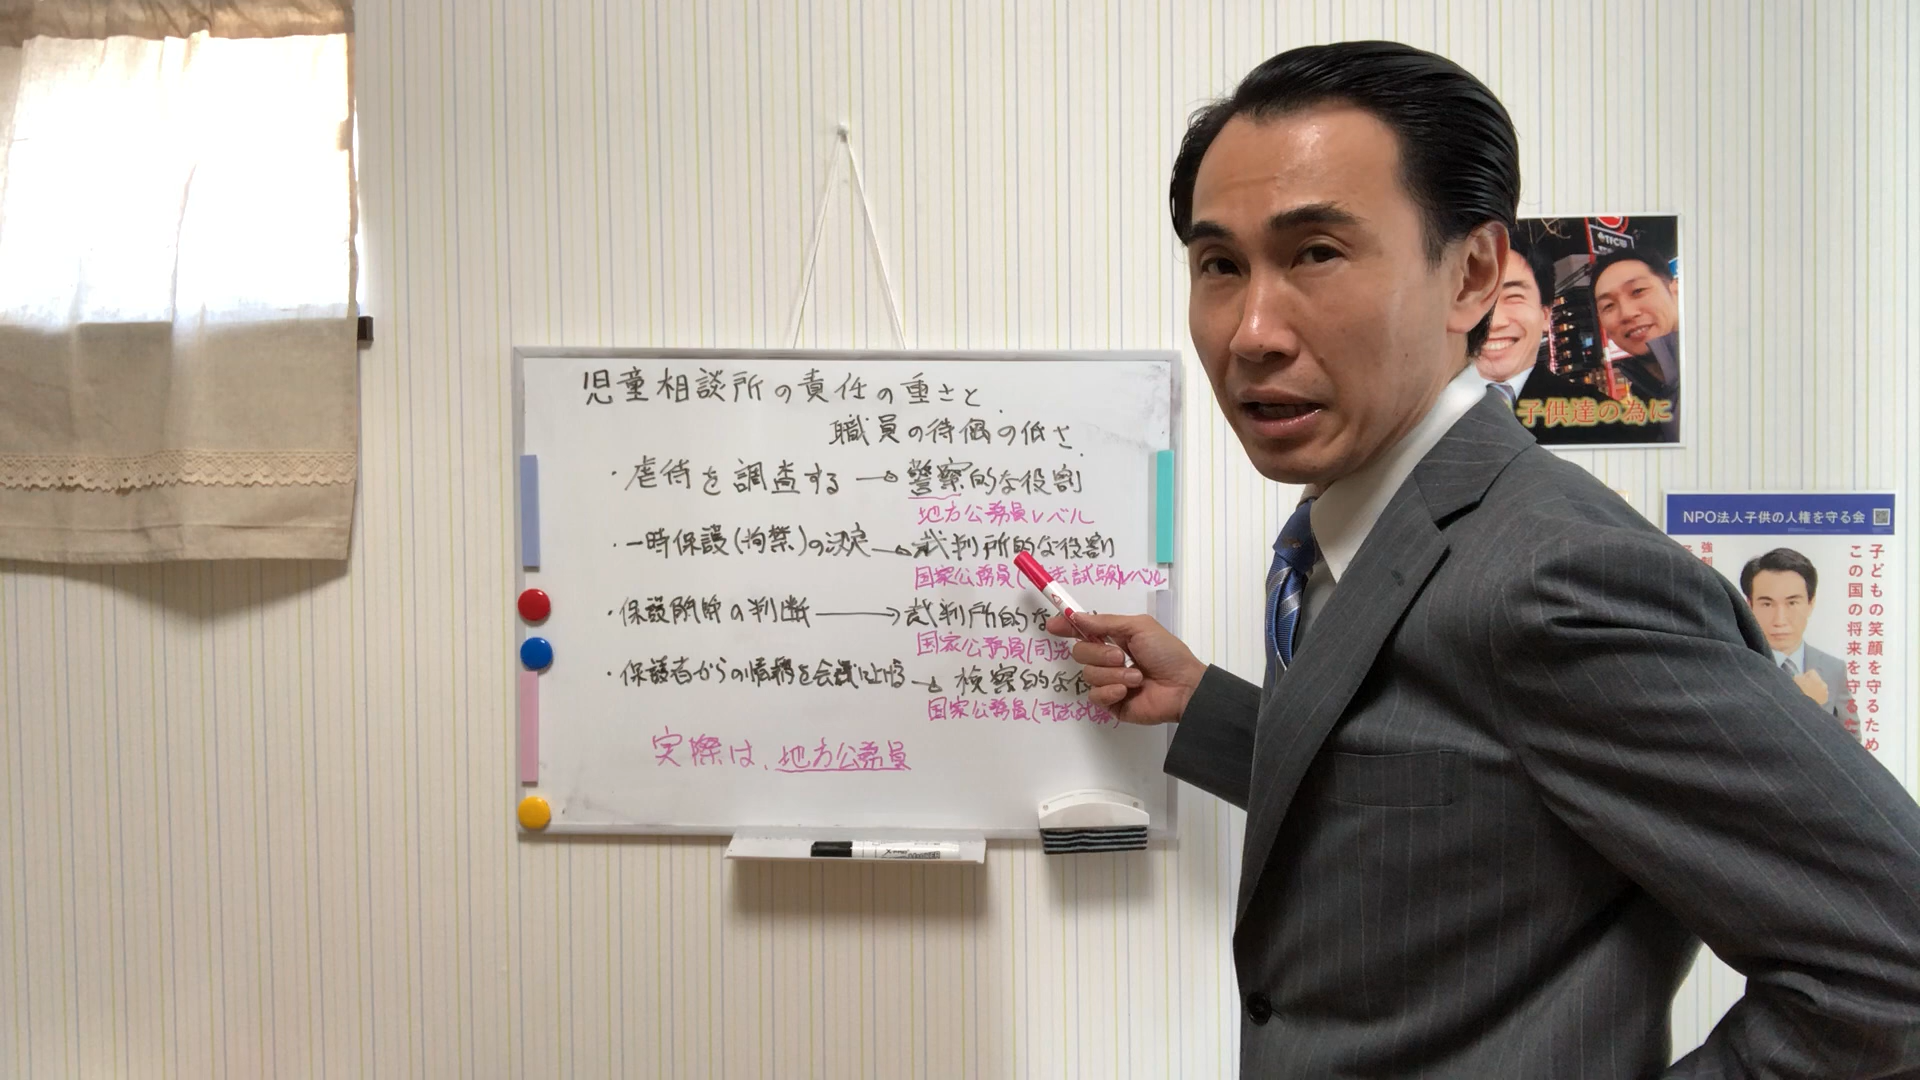 児童相談所の責任の重さと
職員の待偶の低さ
・虐待を調査する → 警察的な役割
地方公務員レベル
・一時保護(拘禁)の決定 → 裁判所的な役割
国家公務員(法試験レベル
・保護解除の判断 → 裁判所的な
国家公務員(司法
・保護者からの情報を会議に上げる → 検察的な役
国家公務員(司法試験
実際は、地方公務員
子供達の為に
NPO法人子供の人権を守る会
子どもの笑顔を守るため
この国の将来を守るた
強制